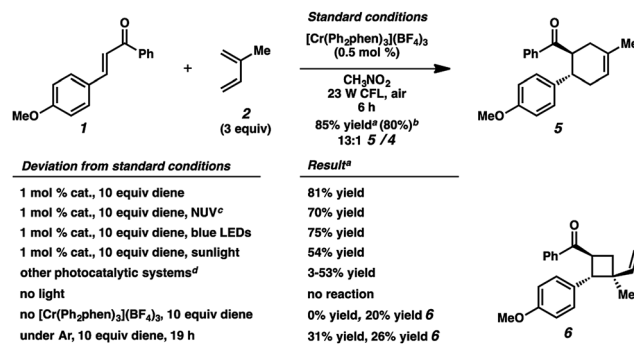 O
Ph
MeO
1
+
Me
2
(3 equiv)
Standard conditions
[Cr(Ph₂phen)₃](BF₄)₃
(0.5 mol %)
CH₃NO₂
23 W CFL, air
6 h
85% yieldᵃ (80%)ᵇ
13:1 5 / 4
O
Ph
Me
MeO
5
Deviation from standard conditions Resultᵃ
1 mol % cat., 10 equiv diene 81% yield
1 mol % cat., 10 equiv diene, NUVᶜ 70% yield
1 mol % cat., 10 equiv diene, blue LEDs 75% yield
1 mol % cat., 10 equiv diene, sunlight 54% yield
other photocatalytic systemsᵈ 3-53% yield
no light no reaction
no [Cr(Ph₂phen)₃](BF₄)₃, 10 equiv diene 0% yield, 20% yield 6
under Ar, 10 equiv diene, 19 h 31% yield, 26% yield 6
O
Ph
Me
MeO
6